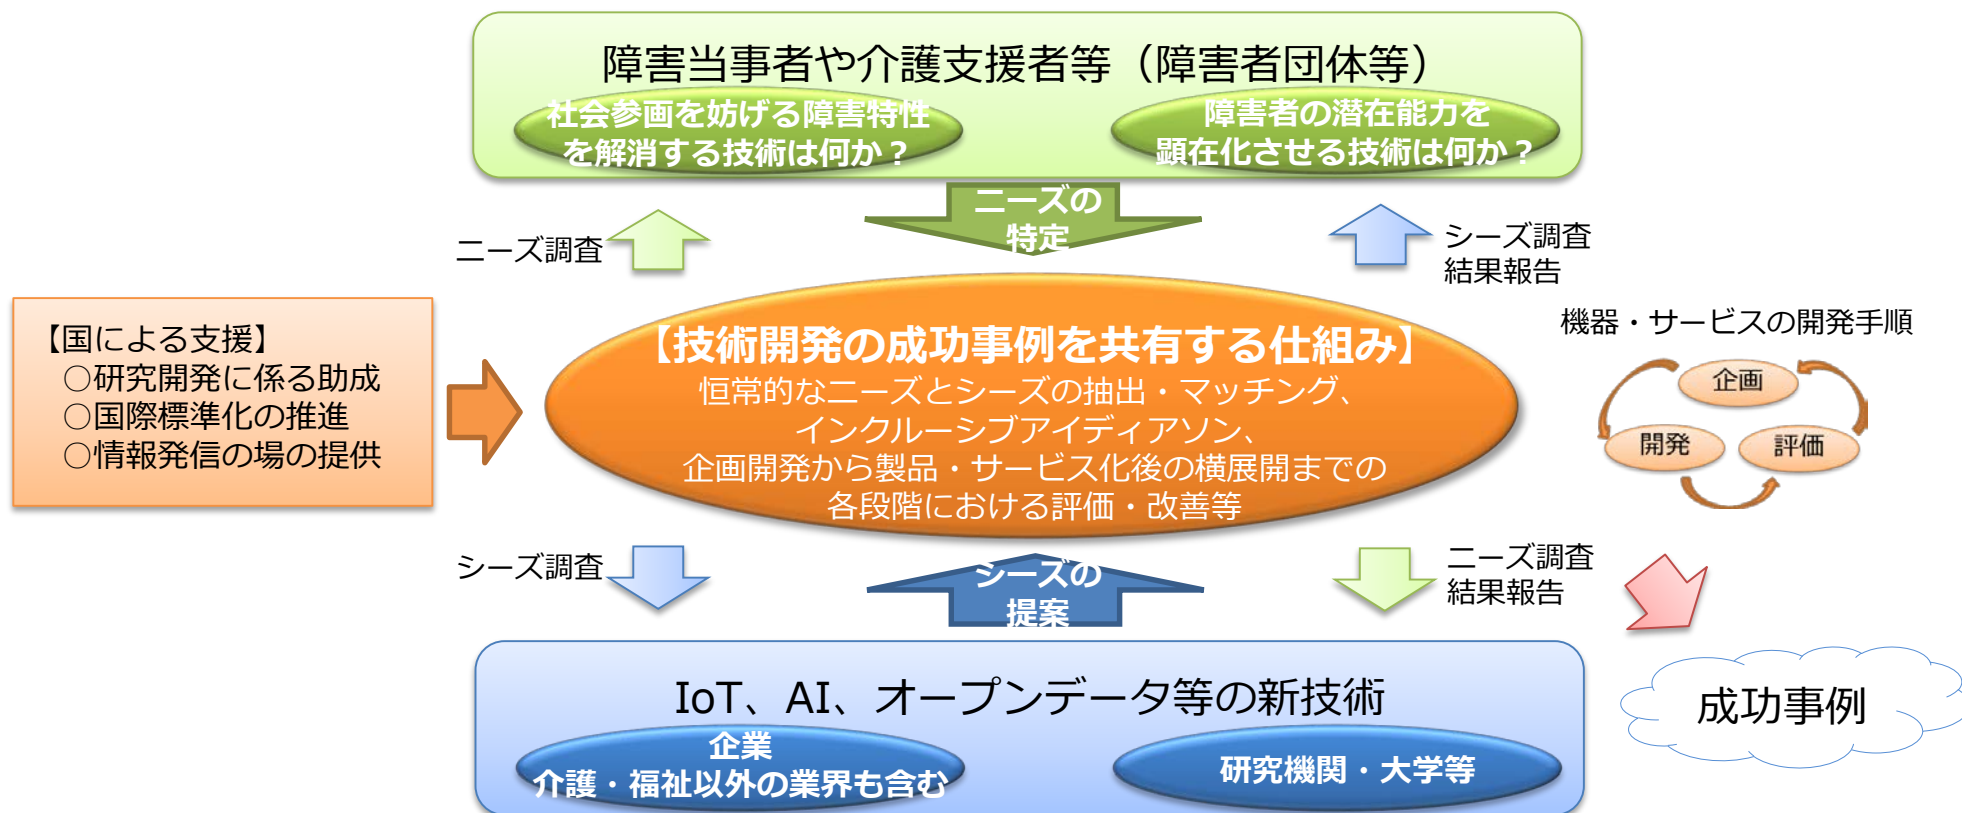 障害当事者や介護支援者等（障害者団体等）
社会参画を妨げる障害特性
を解消する技術は何か？
障害者の潜在能力を
顕在化させる技術は何か？
ニーズの
特定
ニーズ調査
シーズ調査
結果報告
【国による支援】
○研究開発に係る助成
○国際標準化の推進
○情報発信の場の提供
【技術開発の成功事例を共有する仕組み】
恒常的なニーズとシーズの抽出・マッチング、
インクルーシブアイディアソン、
企画開発から製品・サービス化後の横展開までの
各段階における評価・改善等
機器・サービスの開発手順
企画
開発
評価
シーズ調査
シーズの
提案
ニーズ調査
結果報告
IoT、AI、オープンデータ等の新技術
企業
介護・福祉以外の業界も含む
研究機関・大学等
成功事例